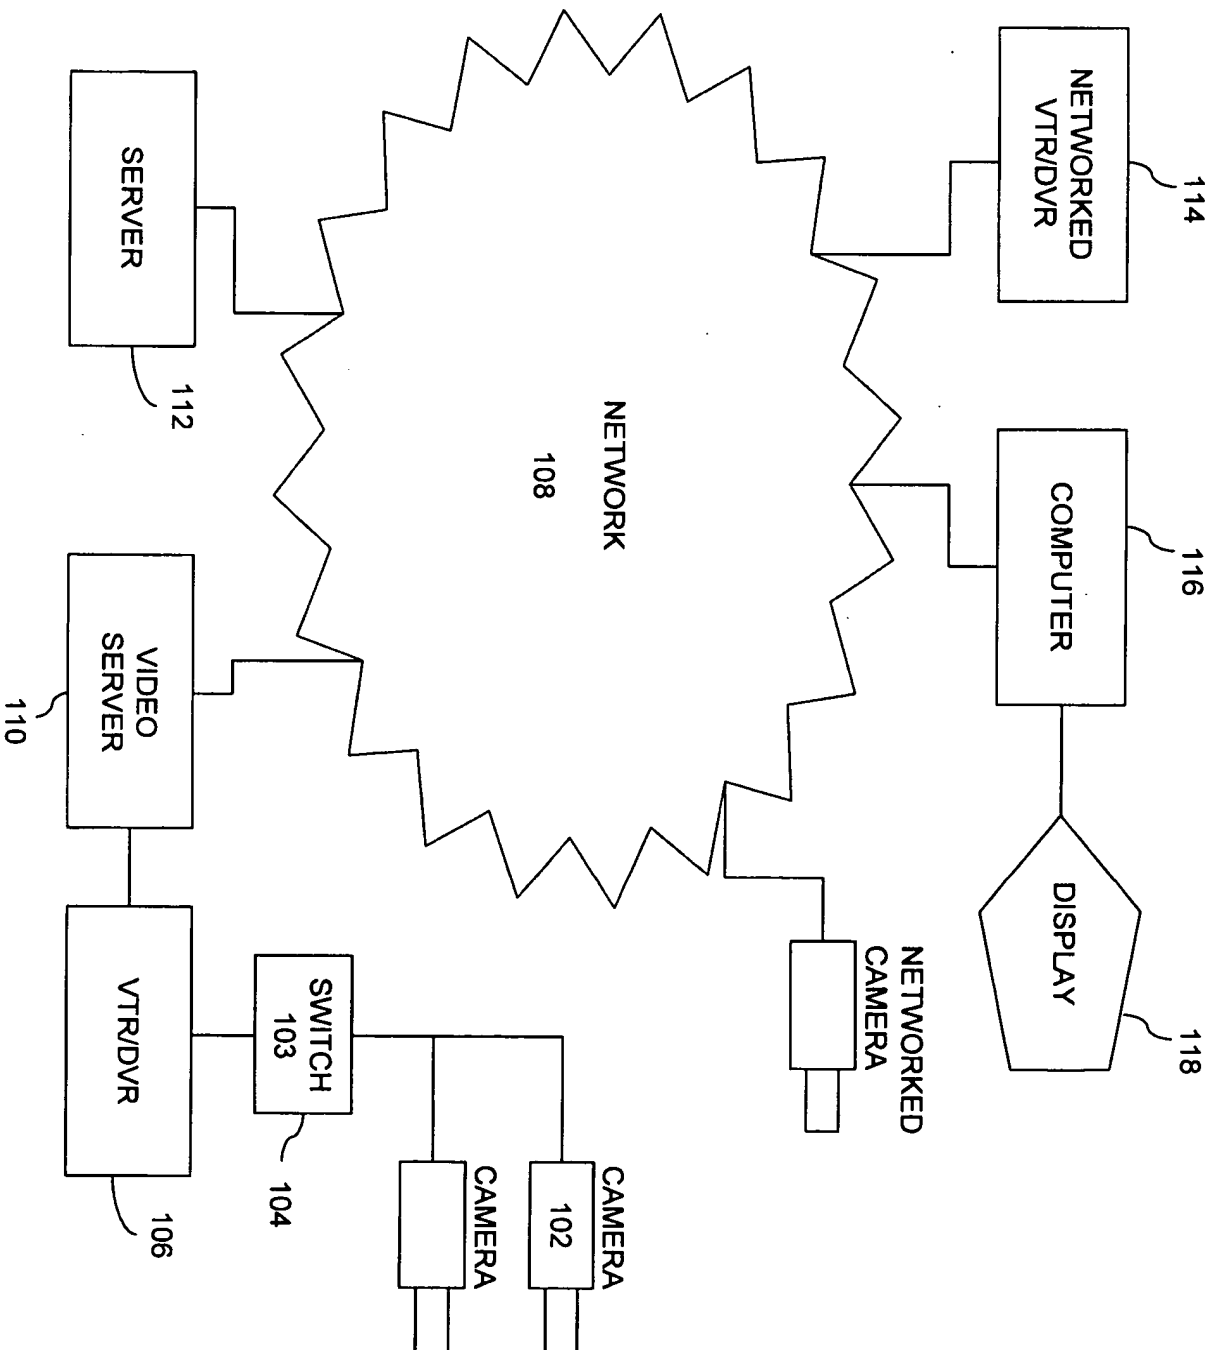 NETWORKED
VTR/DVR
114
COMPUTER
116
DISPLAY
118
NETWORKED
CAMERA
NETWORK
108
CAMERA
102
CAMERA
SWITCH
103
104
SERVER
112
VIDEO
SERVER
110
VTR/DVR
106